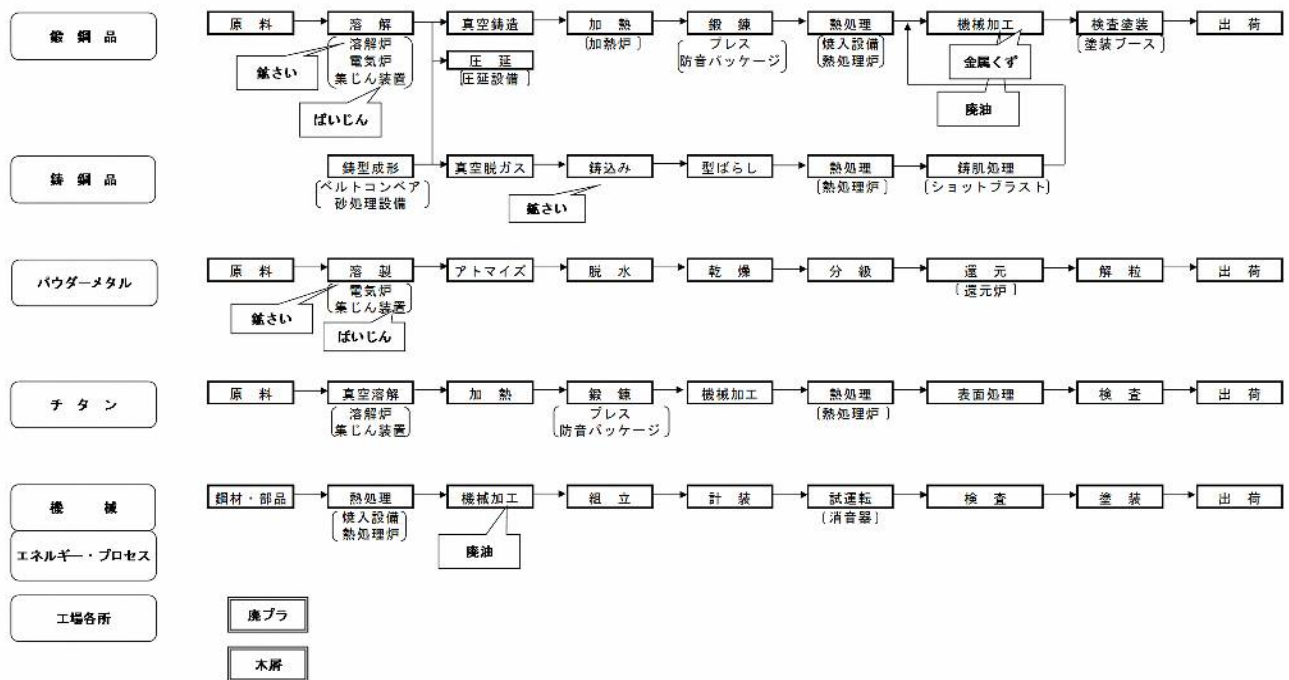 鍛鋼品
原料
溶解
真空鋳造
加熱
鍛錬
熱処理
機械加工
検査塗装
出荷
溶解炉
電気炉
集じん装置
(加熱炉)
プレス
防音パッケージ
焼入設備
熱処理炉
(塗装ブース)
圧延
(圧延設備)
鉱さい
ばいじん
金属くず
廃油
鋳鋼品
鋳型成形
真空脱ガス
鋳込み
型ばらし
熱処理
鋳肌処理
ベルトコンベア
砂処理設備
(熱処理炉)
(ショットブラスト)
鉱さい
パウダーメタル
原料
溶製
アトマイズ
脱水
乾燥
分級
還元
解粒
出荷
電気炉
集じん装置
(還元炉)
鉱さい
ばいじん
チタン
原料
真空溶解
加熱
鍛錬
機械加工
熱処理
表面処理
検査
出荷
溶解炉
集じん装置
プレス
防音パッケージ
(熱処理炉)
機械
鋼材・部品
熱処理
機械加工
組立
計装
試運転
検査
塗装
出荷
焼入設備
熱処理炉
(消音器)
廃油
エネルギー・プロセス
工場各所
廃プラ
木屑